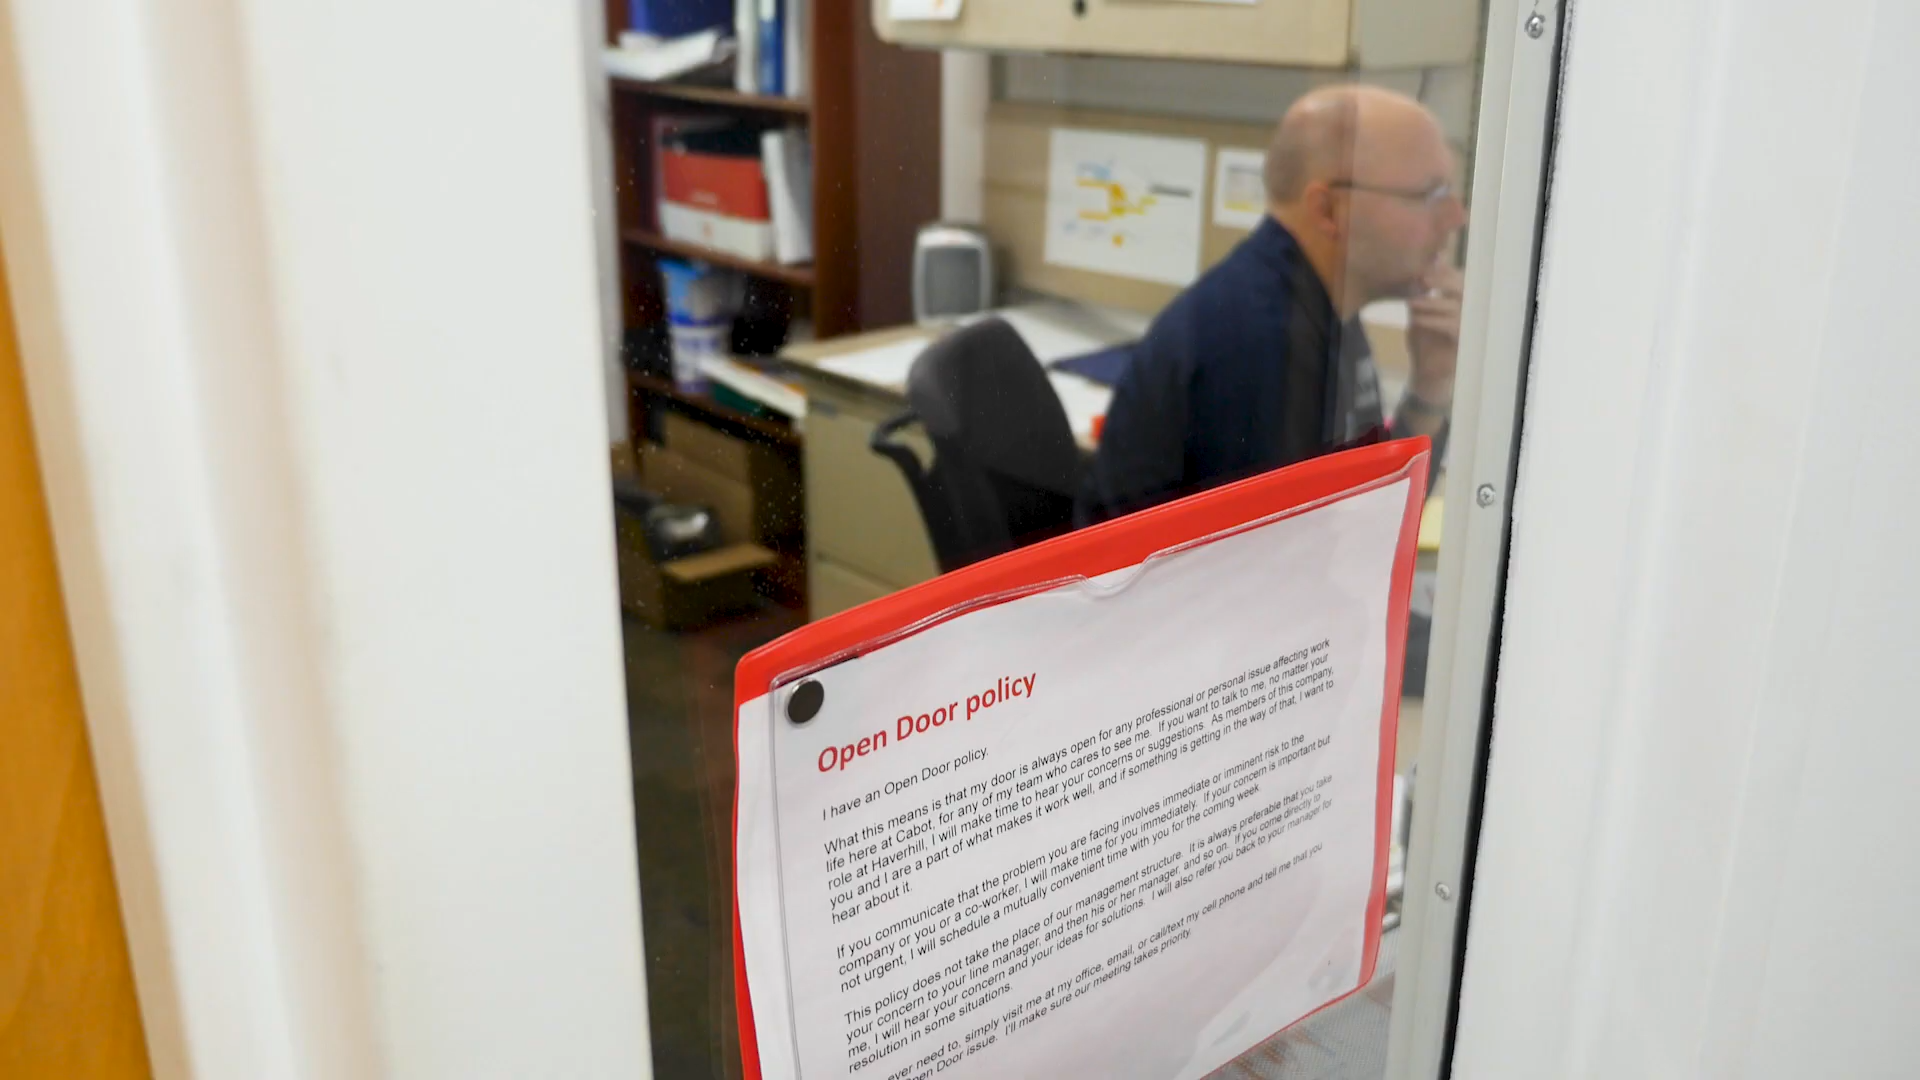 Open Door policy
I have an Open Door policy.
What this means is that my door is always open for any professional or personal issue affecting work
life here at Cabot, for any of my team who cares to see me. If you want to talk to me, no matter your
role at Haverhill, I will make time to hear your concerns or suggestions. As members of this company,
you and I are a part of what makes it work well, and if something is getting in the way of that, I want to
hear about it.
If you communicate that the problem you are facing involves immediate or imminent risk to the
company or you or a co-worker, I will make time for you immediately. If your concern is important but
not urgent, I will schedule a mutually convenient time with you for the coming week.
This policy does not take the place of our management structure. It is always preferable that you take
your concern to your line manager, and then his or her manager, and so on. If you come directly to
me, I will hear your concern and your ideas for solutions. I will also refer you back to your manager for
resolution in some situations.
ever need to, simply visit me at my office, email, or call/text my cell phone and tell me that you
Open Door issue. I'll make sure our meeting takes priority.